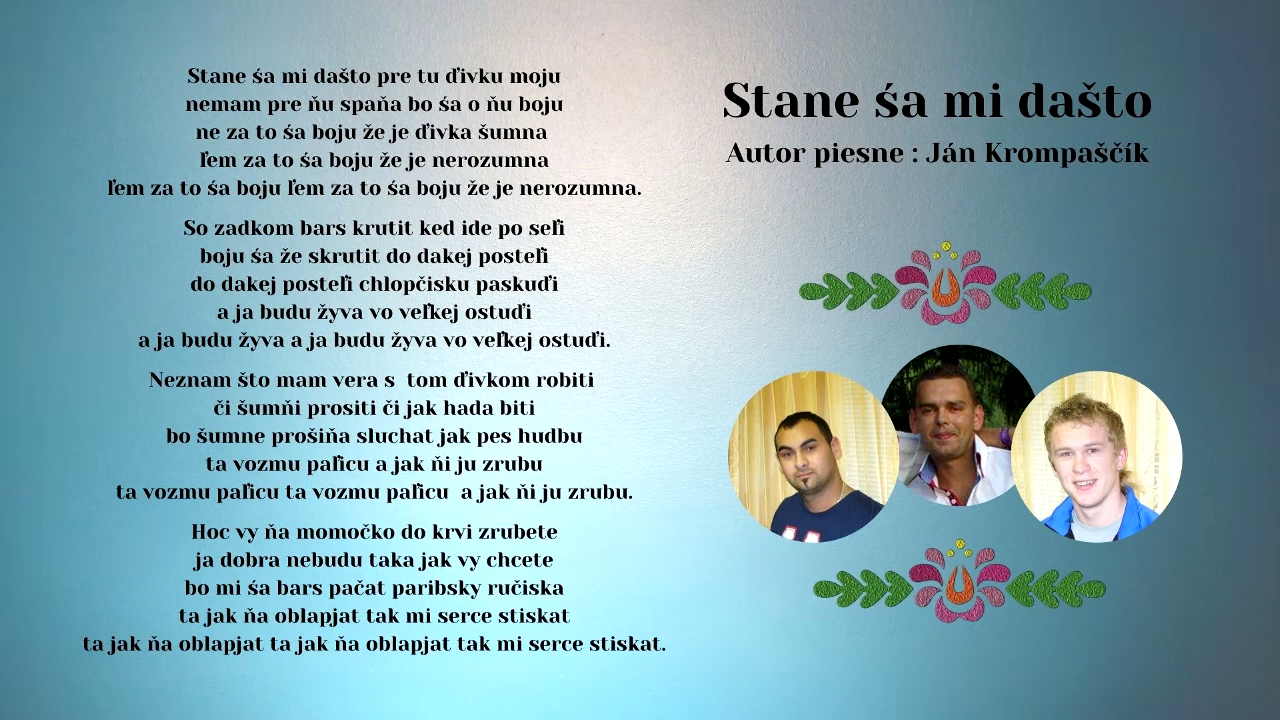 Stane śa mi dašto pre tu ďivku moju
nemam pre ňu spaňa bo śa o ňu boju
ne za to śa boju že je ďivka šumna
ľem za to śa boju že je nerozumna
ľem za to śa boju ľem za to śa boju že je nerozumna.
So zadkom bars krutit ked ide po seľi
boju śa že skrutit do dakej posteľi
do dakej posteľi chlopčisku paskuďi
a ja budu žyva vo veľkej ostuďi
a ja budu žyva a ja budu žyva vo veľkej ostuďi.
Neznam što mam vera s  tom ďivkom robiti
či šumňi prositi či jak hada biti
bo šumne prošiňa sluchat jak pes hudbu
ta vozmu paľicu a jak ňi ju zrubu
ta vozmu paľicu ta vozmu paľicu  a jak ňi ju zrubu.
Hoc vy ňa momočko do krvi zrubete
ja dobra nebudu taka jak vy chcete
bo mi śa bars pačat paribsky ručiska
ta jak ňa oblapjat tak mi serce stiskat
ta jak ňa oblapjat ta jak ňa oblapjat tak mi serce stiskat.
Stane śa mi dašto
Autor piesne : Ján Krompaščík